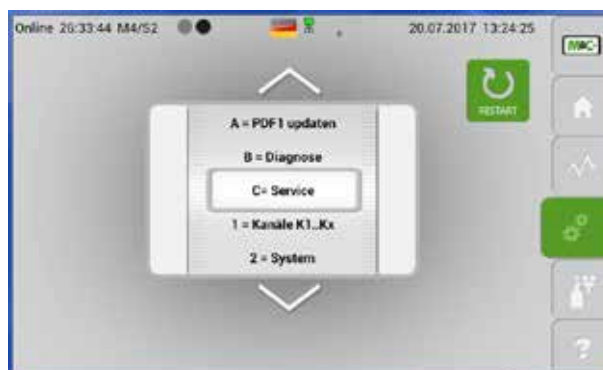 Online 26:33:44 M4/S2
20.07.2017 13:24:25
MAC
RESTART
A = PDF1 updaten
B = Diagnose
C= Service
1 = Kanäle K1..Kx
2 = System
?